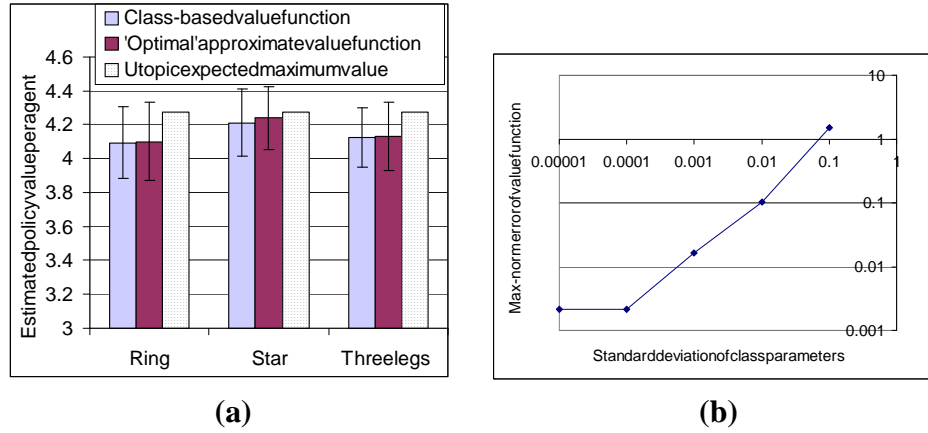 Class-basedvaluefunction
'Optimal'approximatevaluefunction
Utopicexpectedmaximumvalue
Estimatedpolicyvalueperagent
4.6
4.4
4.2
4
3.8
3.6
3.4
3.2
3
Ring
Star
Threelegs
(a)
Max-normerrorofvaluefunction
10
1
0.1
0.01
0.001
0.00001
0.0001
0.001
0.01
0.1
1
Standarddeviationofclassparameters
(b)